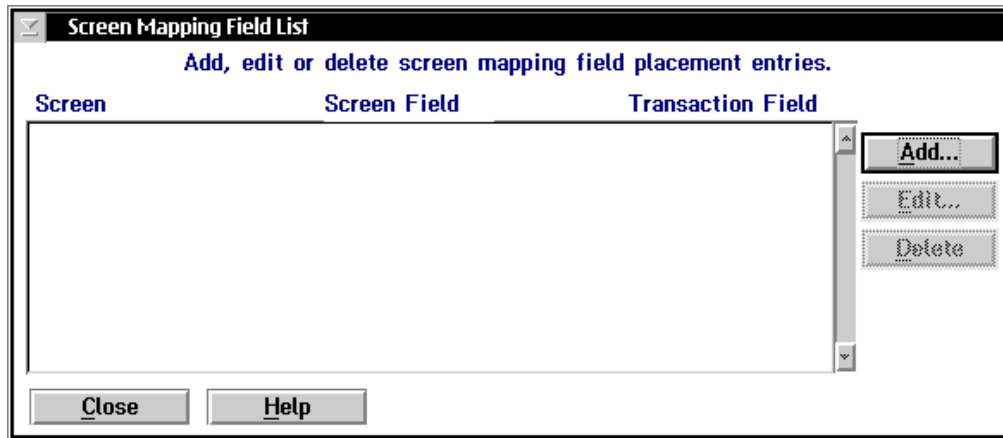 Screen Mapping Field List
Add, edit or delete screen mapping field placement entries.
Screen Screen Field Transaction Field
Add...
Edit...
Delete
Close Help